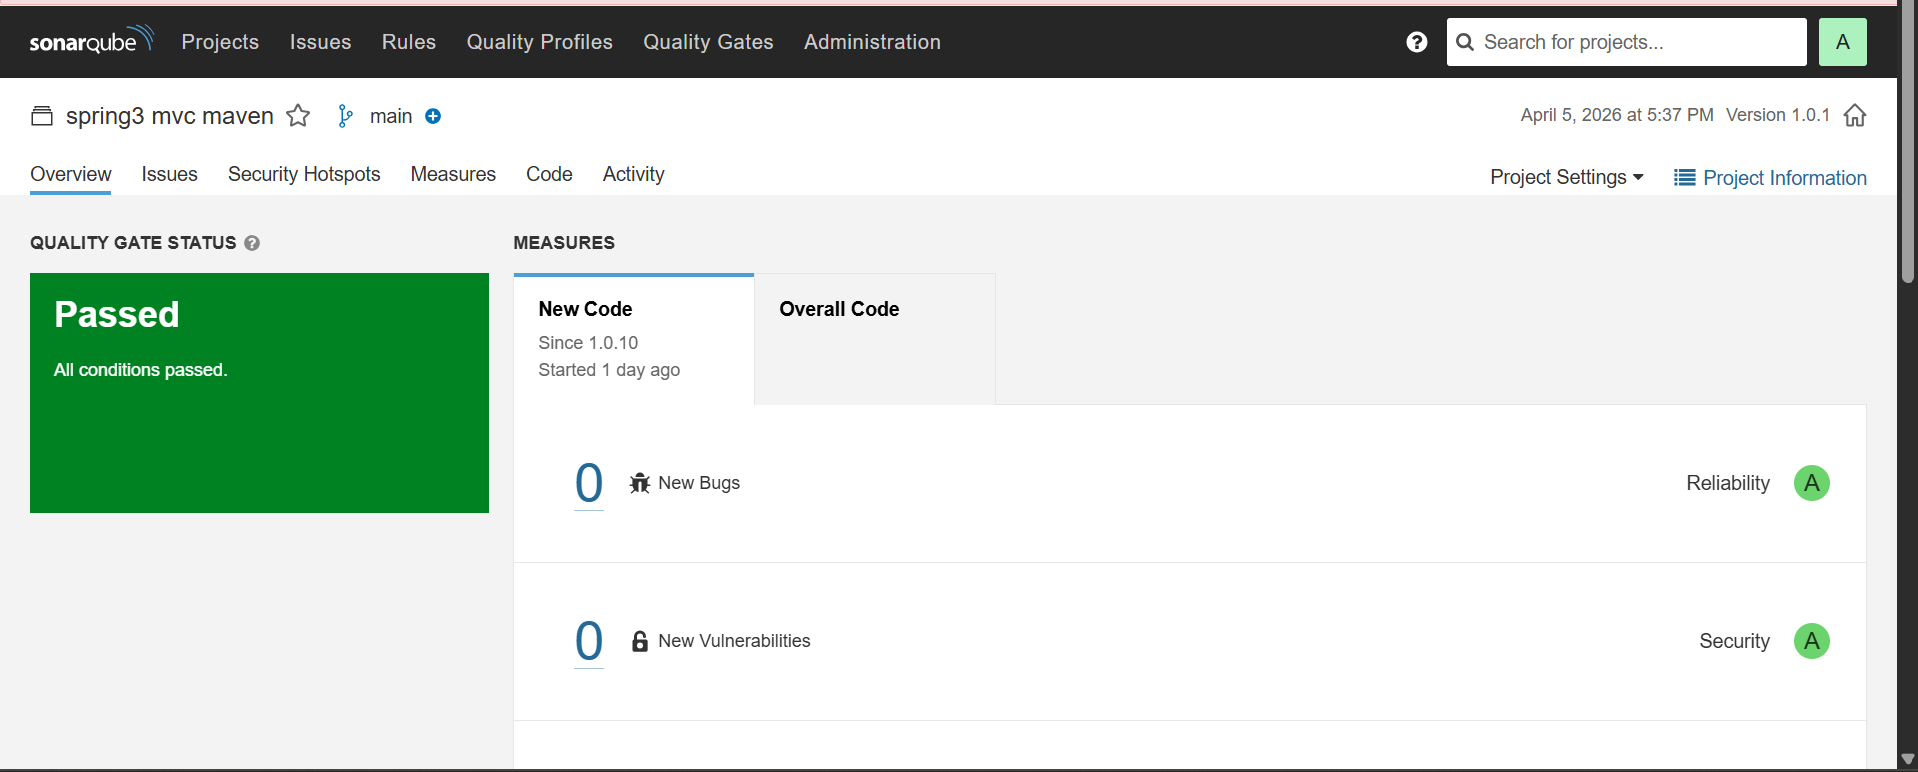 sonarqube Projects Issues Rules Quality Profiles Quality Gates Administration ? Search for projects... A
spring3 mvc maven main April 5, 2026 at 5:37 PM Version 1.0.1
Overview Issues Security Hotspots Measures Code Activity Project Settings Project Information
QUALITY GATE STATUS ? MEASURES
Passed
All conditions passed.
New Code
Since 1.0.10
Started 1 day ago
Overall Code
0 New Bugs Reliability A
0 New Vulnerabilities Security A